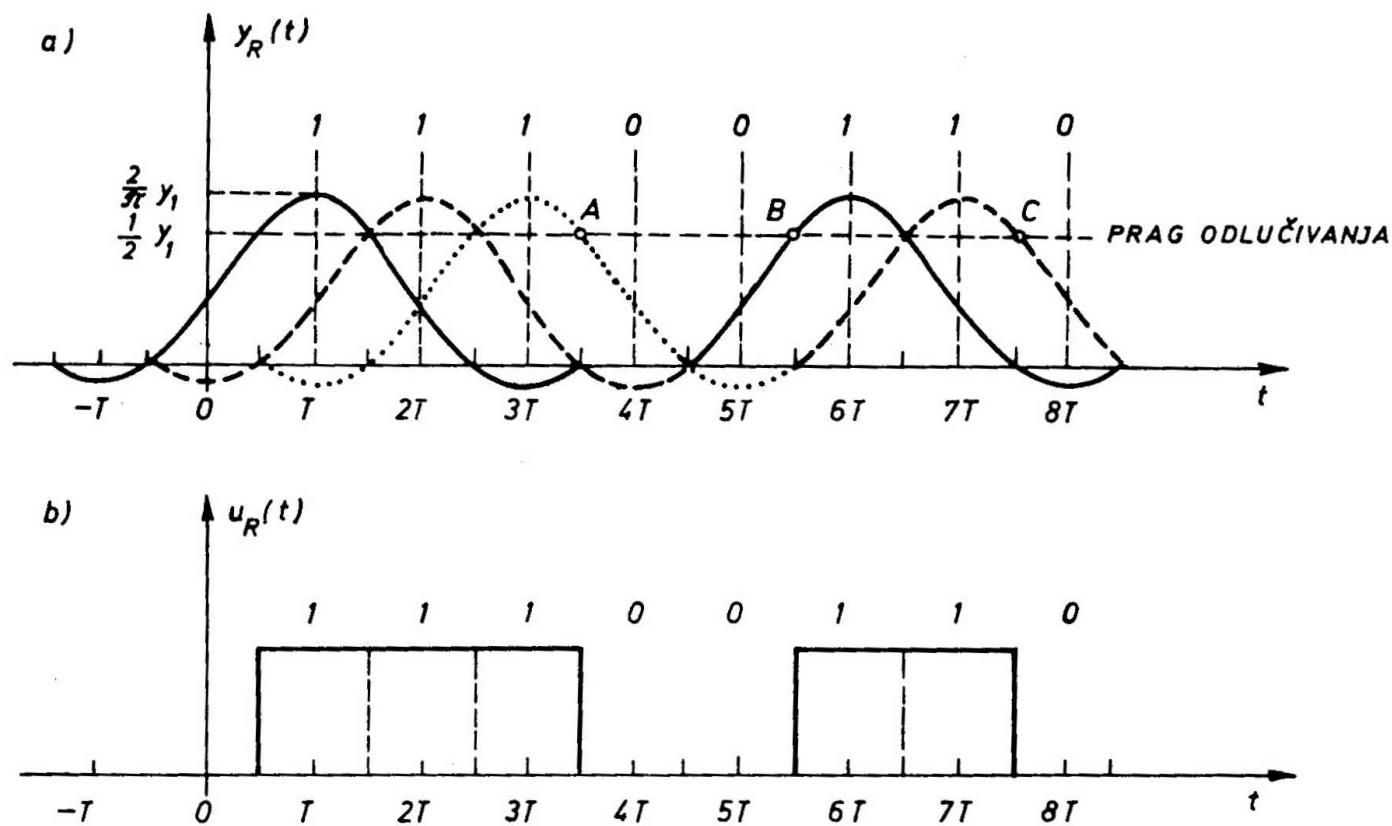 a)
y_R(t)
1 1 1 0 0 1 1 0
2/π y_1
A B C
1/2 y_1
PRAG ODLUČIVANJA
-T 0 T 2T 3T 4T 5T 6T 7T 8T t
b)
u_R(t)
1 1 1 0 0 1 1 0
-T 0 T 2T 3T 4T 5T 6T 7T 8T t